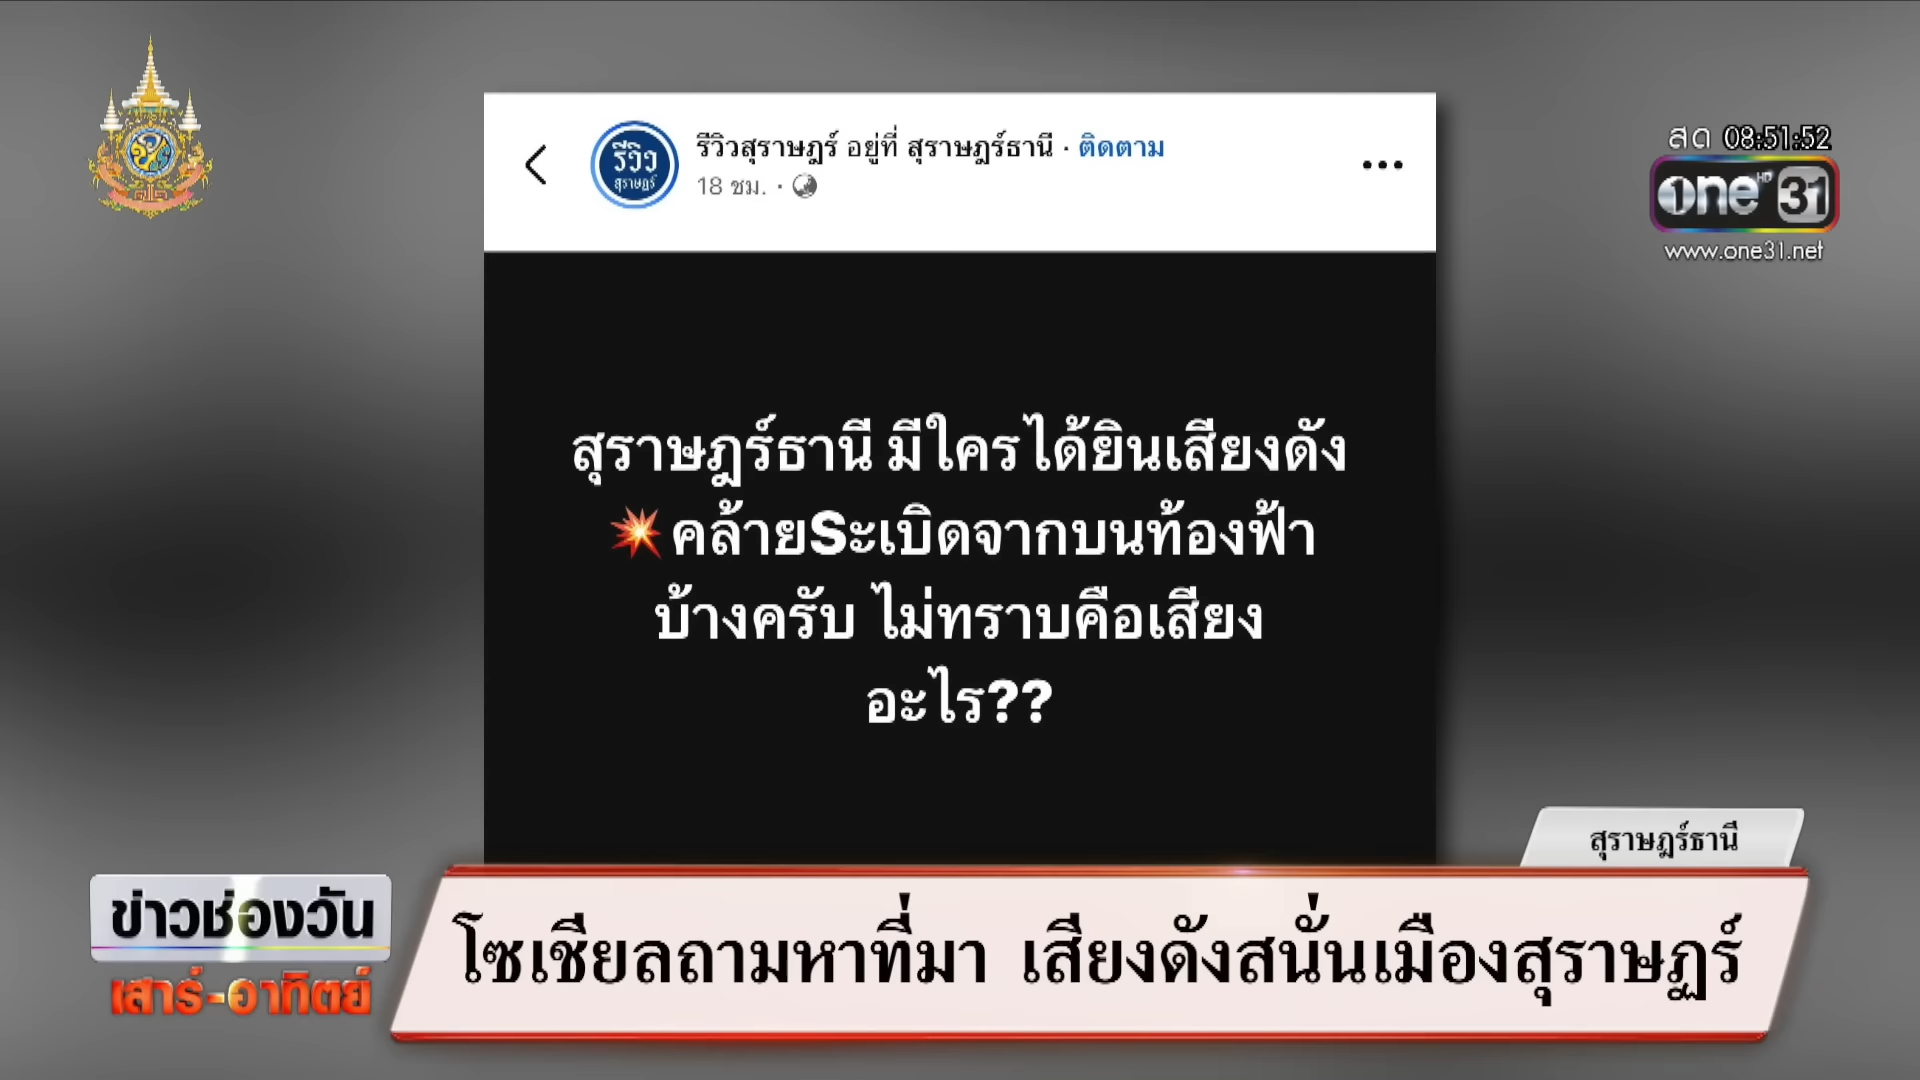 สด 08:51:52
one HD 31
www.one31.net
รีวิว
สุราษฎร์
รีวิวสุราษฎร์ อยู่ที่ สุราษฎร์ธานี · ติดตาม
18 ชม. ·
สุราษฎร์ธานี มีใครได้ยินเสียงดัง
💥คล้ายSะเบิดจากบนท้องฟ้า
บ้างครับ ไม่ทราบคือเสียง
อะไร??
สุราษฎร์ธานี
ข่าวช่องวัน
เสาร์-อาทิตย์
โซเชียลถามหาที่มา เสียงดังสนั่นเมืองสุราษฎร์